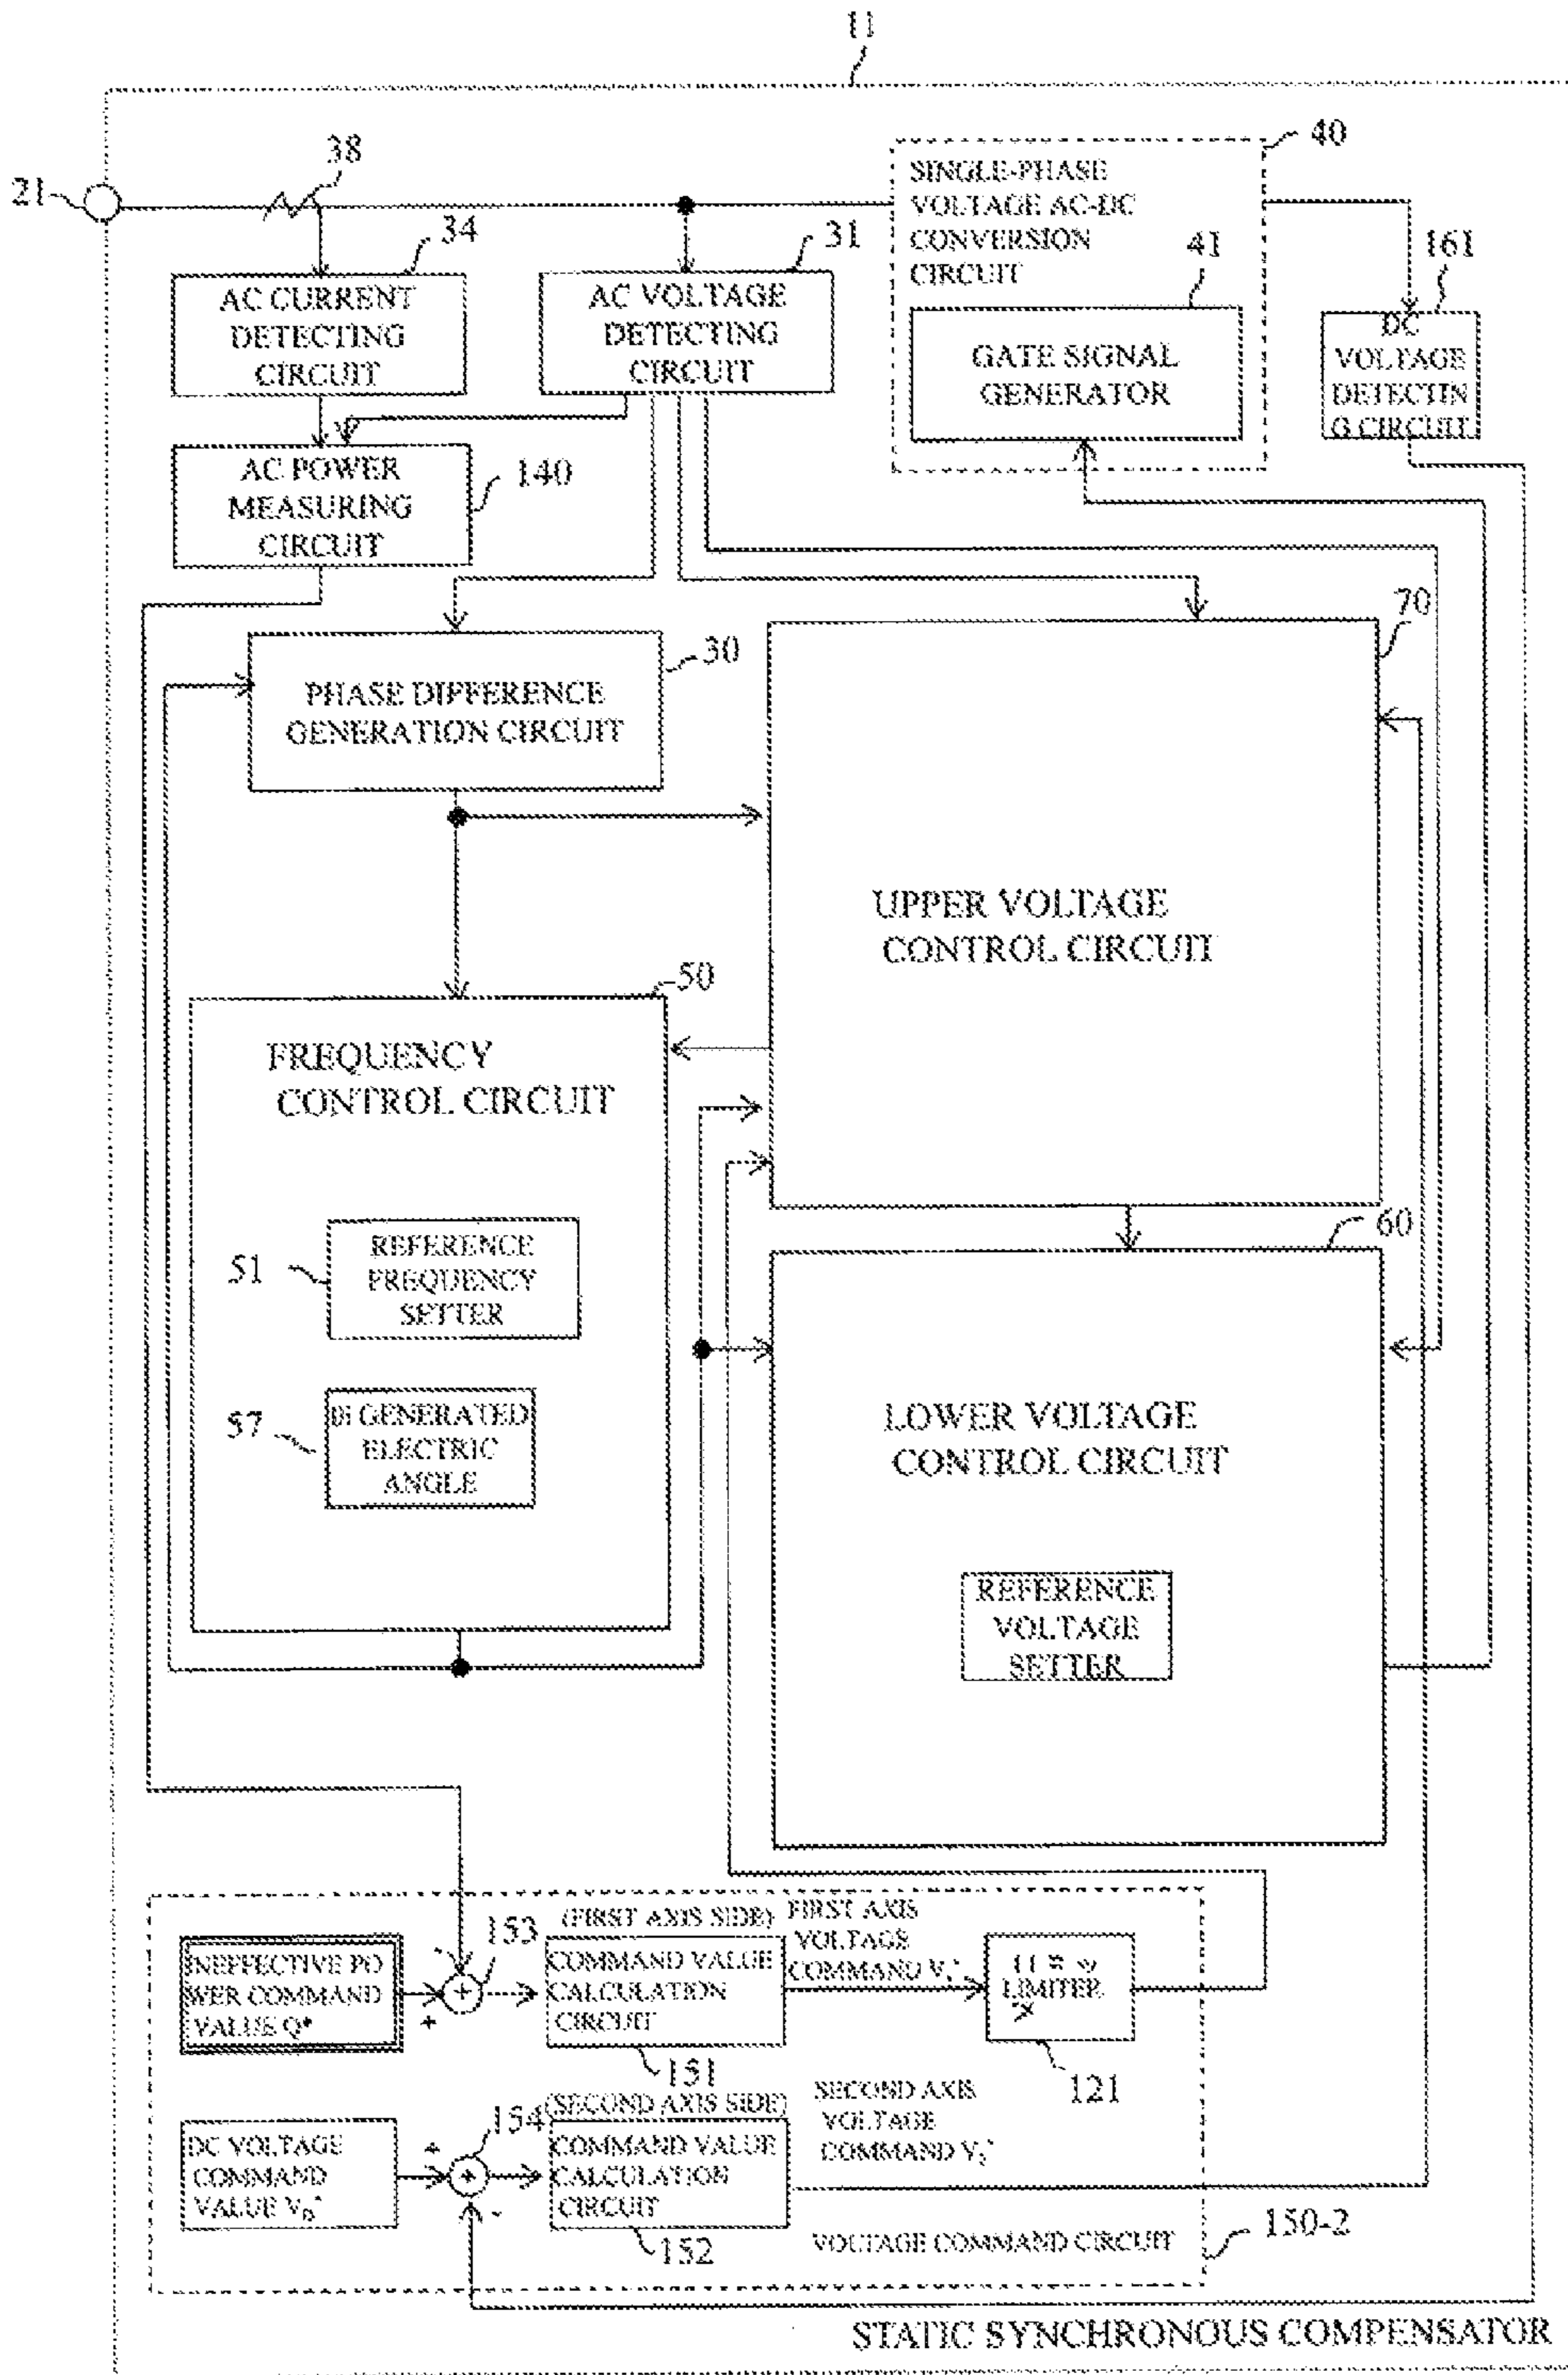 11
21
38
34
AC CURRENT
DETECTING
CIRCUIT
31
AC VOLTAGE
DETECTING
CIRCUIT
40
SINGLE-PHASE
VOLTAGE AC-DC
CONVERSION
CIRCUIT
41
GATE SIGNAL
GENERATOR
161
DC
VOLTAGE
DETECTIN
G CIRCUIT
AC POWER
MEASURING
CIRCUIT
140
70
30
PHASE DIFFERENCE
GENERATION CIRCUIT
UPPER VOLTAGE
CONTROL CIRCUIT
50
FREQUENCY
CONTROL CIRCUIT
60
51
REFERENCE
FREQUENCY
SETTER
57
GENERATED
ELECTRIC
ANGLE
LOWER VOLTAGE
CONTROL CIRCUIT
REFERENCE
VOLTAGE
SETTER
INEFFECTIVE PO
WER COMMAND
VALUE Q*
-
+
+
153
(FIRST AXIS SIDE)
COMMAND VALUE
CALCULATION
CIRCUIT
151
FIRST AXIS
VOLTAGE
COMMAND
LIMITER
121
DC VOLTAGE
COMMAND
VALUE
+
+
-
154
(SECOND AXIS SIDE)
COMMAND VALUE
CALCULATION
CIRCUIT
152
SECOND AXIS
VOLTAGE
COMMAND
VOLTAGE COMMAND CIRCUIT
150-2
STATIC SYNCHRONOUS COMPENSATOR